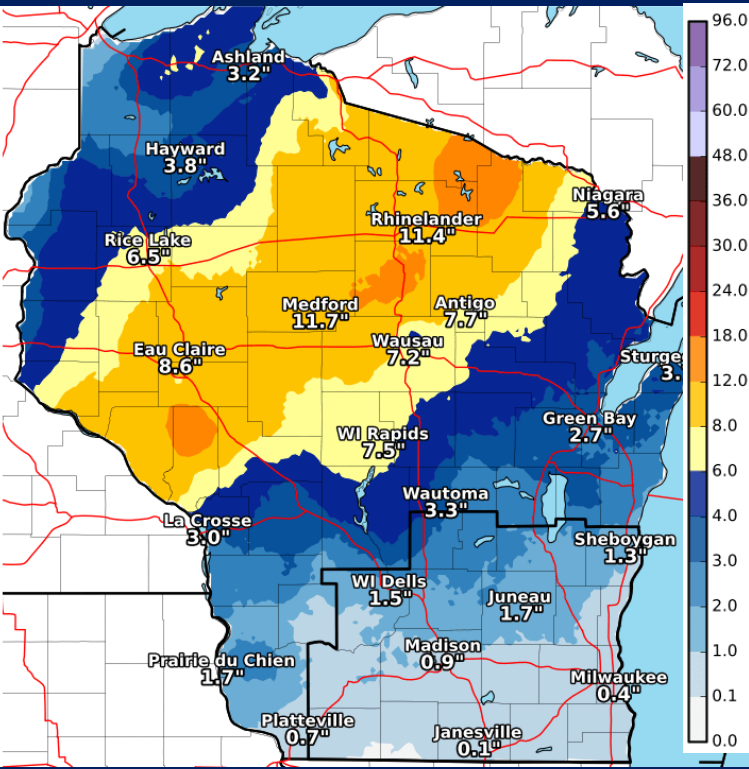 96.0
72.0
60.0
48.0
36.0
30.0
24.0
18.0
12.0
8.0
6.0
4.0
3.0
2.0
1.0
0.1
0.0
Ashland
3.2"
Hayward
3.8"
Niagara
5.6"
Rhinelander
11.4"
Rice Lake
6.5"
Medford
11.7"
Antigo
7.7"
Wausau
7.2"
Eau Claire
8.6"
Sturge
3.
Green Bay
2.7"
WI Rapids
7.5"
Wautoma
3.3"
La Crosse
3.0"
Sheboygan
1.3"
WI Dells
1.5"
Juneau
1.7"
Madison
0.9"
Prairie du Chien
1.7"
Milwaukee
0.4"
Platteville
0.7"
Janesville
0.1"